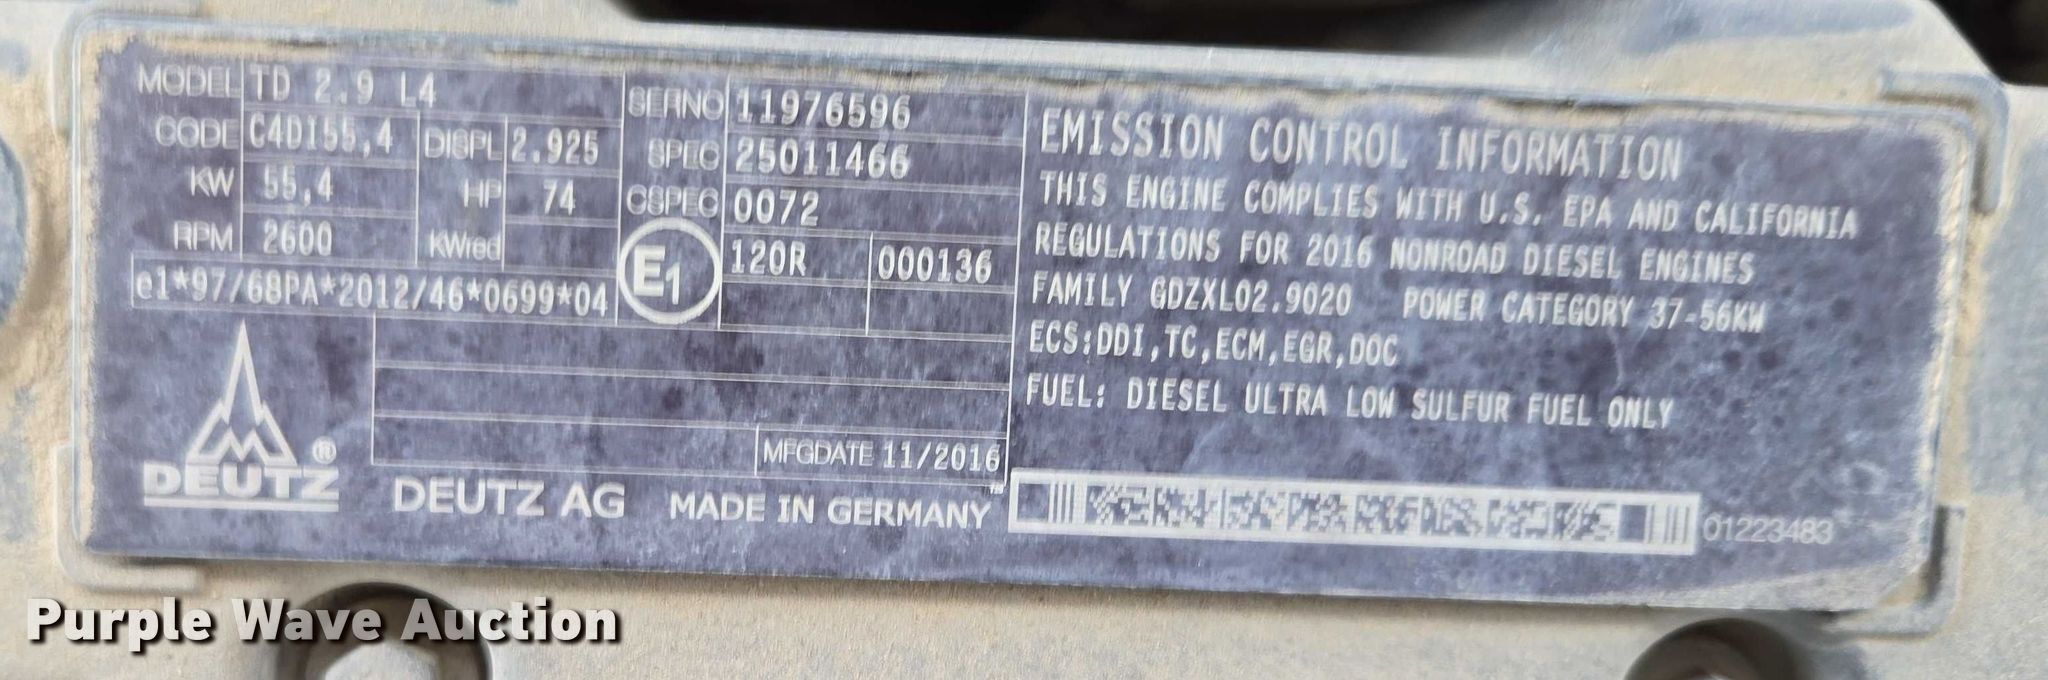 MODEL TD 2.9 L4
CODE C4DI55,4 DISPL 2.925
KW 55,4 HP 74
RPM 2600 KWred
e1*97/68PA*2012/46*0699*04
SERNO 11976596
SPEC 25011466
CSPEC 0072
E1 120R 000136
MFGDATE 11/2016
DEUTZ ®
DEUTZ AG MADE IN GERMANY
EMISSION CONTROL INFORMATION
THIS ENGINE COMPLIES WITH U.S. EPA AND CALIFORNIA
REGULATIONS FOR 2016 NONROAD DIESEL ENGINES
FAMILY GDZXL02.9020 POWER CATEGORY 37-56KW
ECS:DDI,TC,ECM,EGR,DOC
FUEL: DIESEL ULTRA LOW SULFUR FUEL ONLY
01223483
Purple Wave Auction